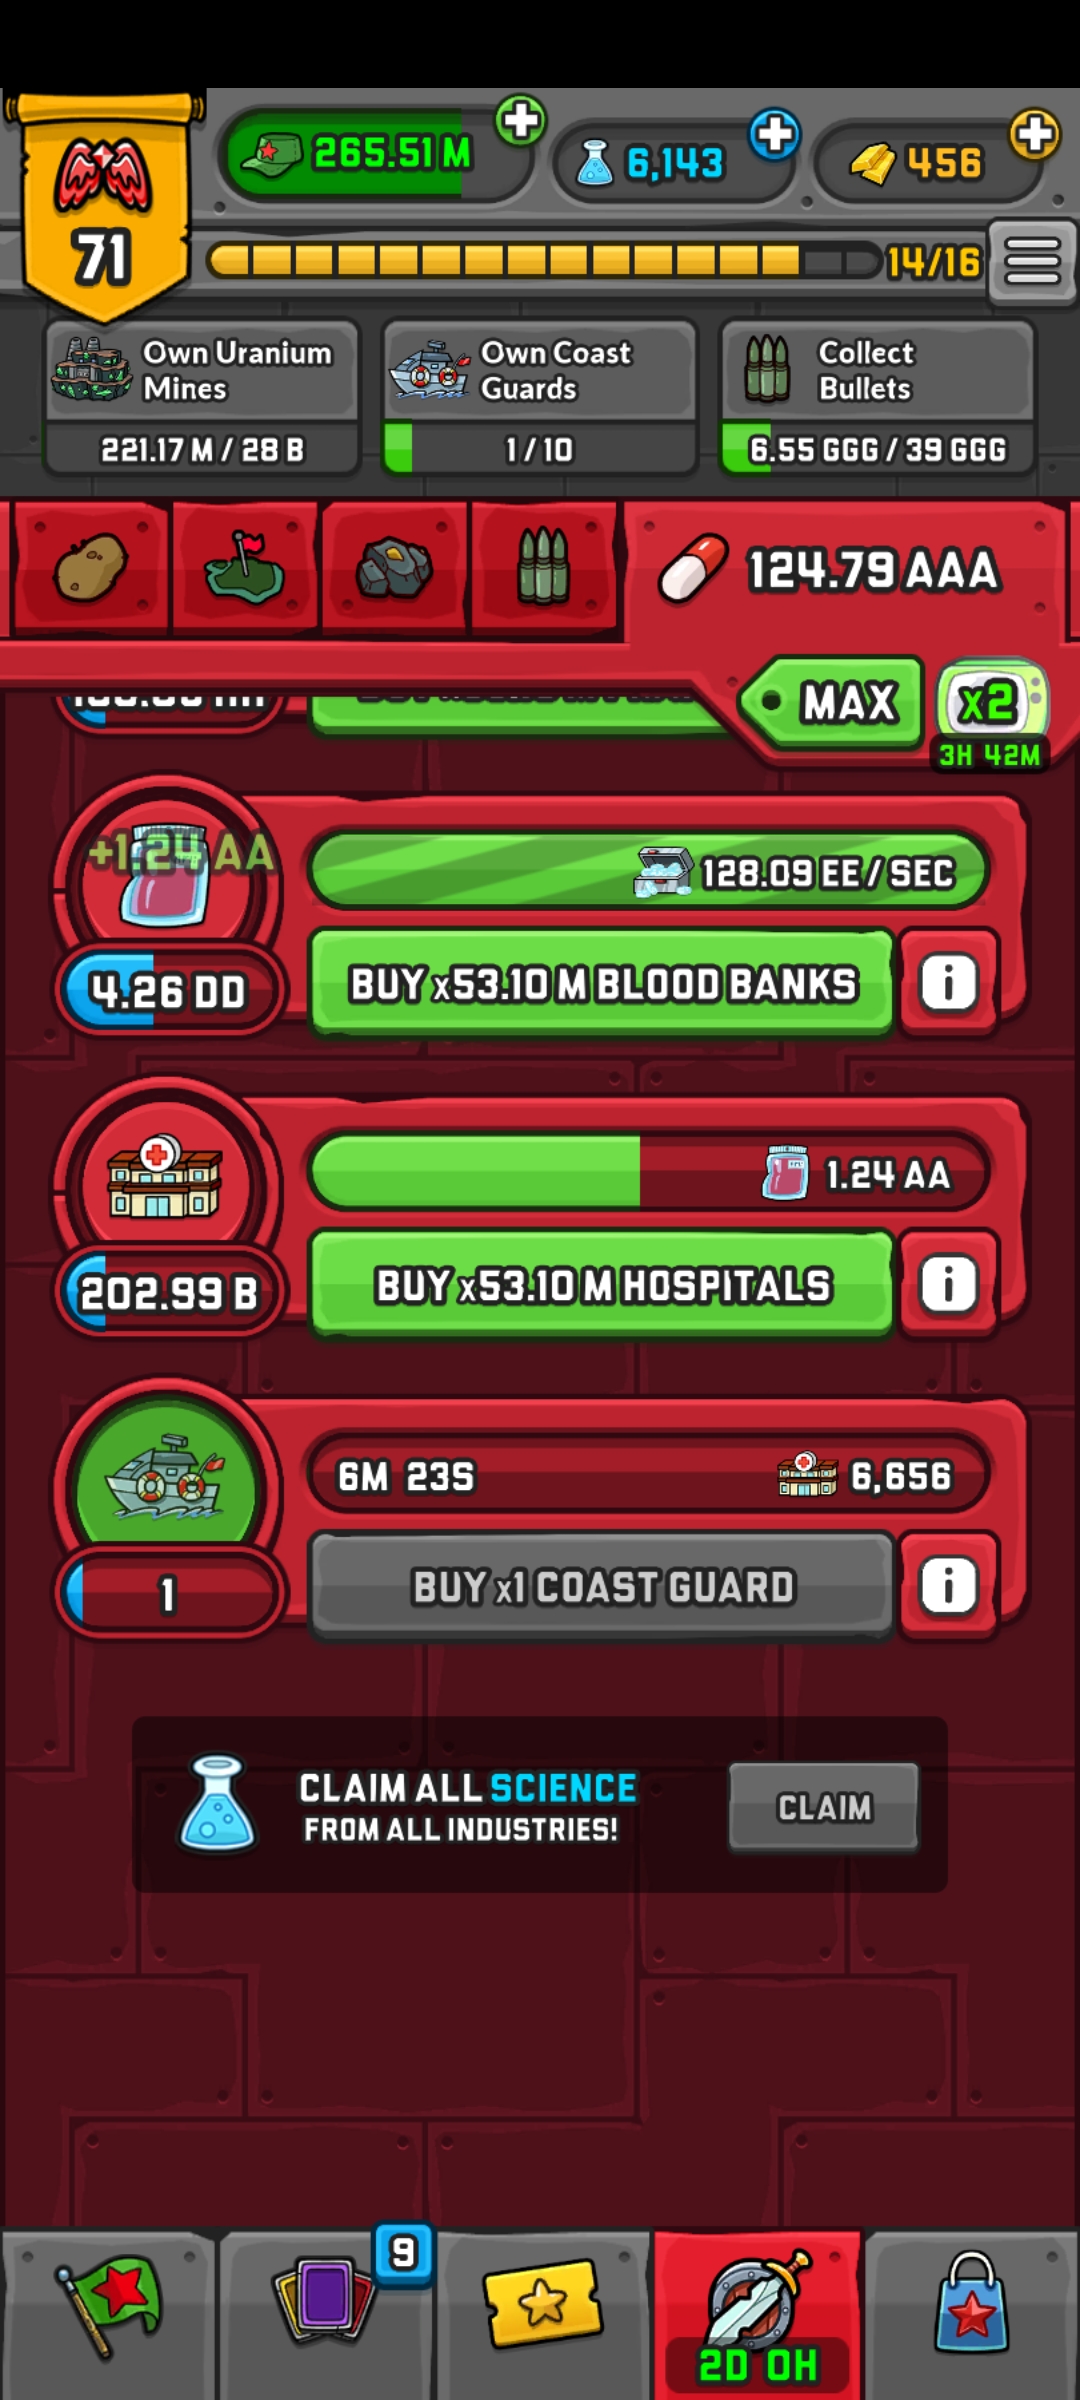 265.51 M
6,143
456
71
14/16
Own Uranium
Mines
221.17 M / 28 B
Own Coast
Guards
1 / 10
Collect
Bullets
6.55 GGG / 39 GGG
124.79 AAA
MAX
x2
3H 42M
+1.24 AA
128.09 EE / SEC
4.26 DD
BUY x53.10 M BLOOD BANKS
i
1.24 AA
202.99 B
BUY x53.10 M HOSPITALS
i
6M 23S
6,656
1
BUY x1 COAST GUARD
i
CLAIM ALL SCIENCE
FROM ALL INDUSTRIES!
CLAIM
9
2D 0H